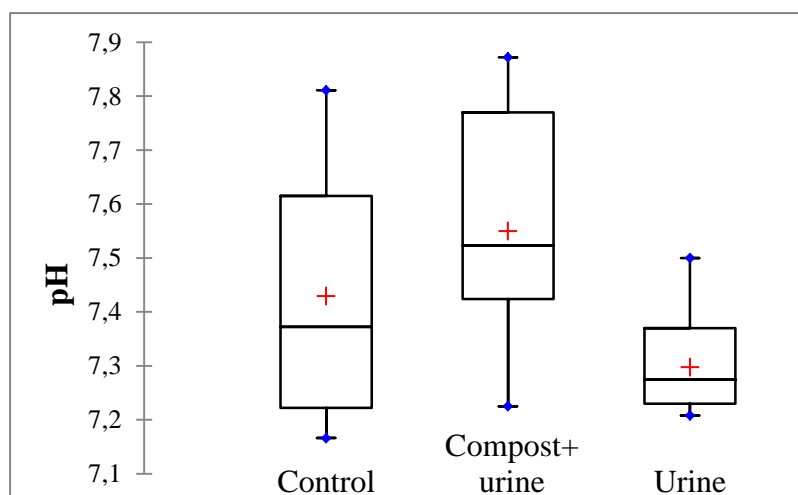 7,9
7,8
7,7
7,6
7,5
7,4
7,3
7,2
7,1
pH
Control
Compost+
urine
Urine